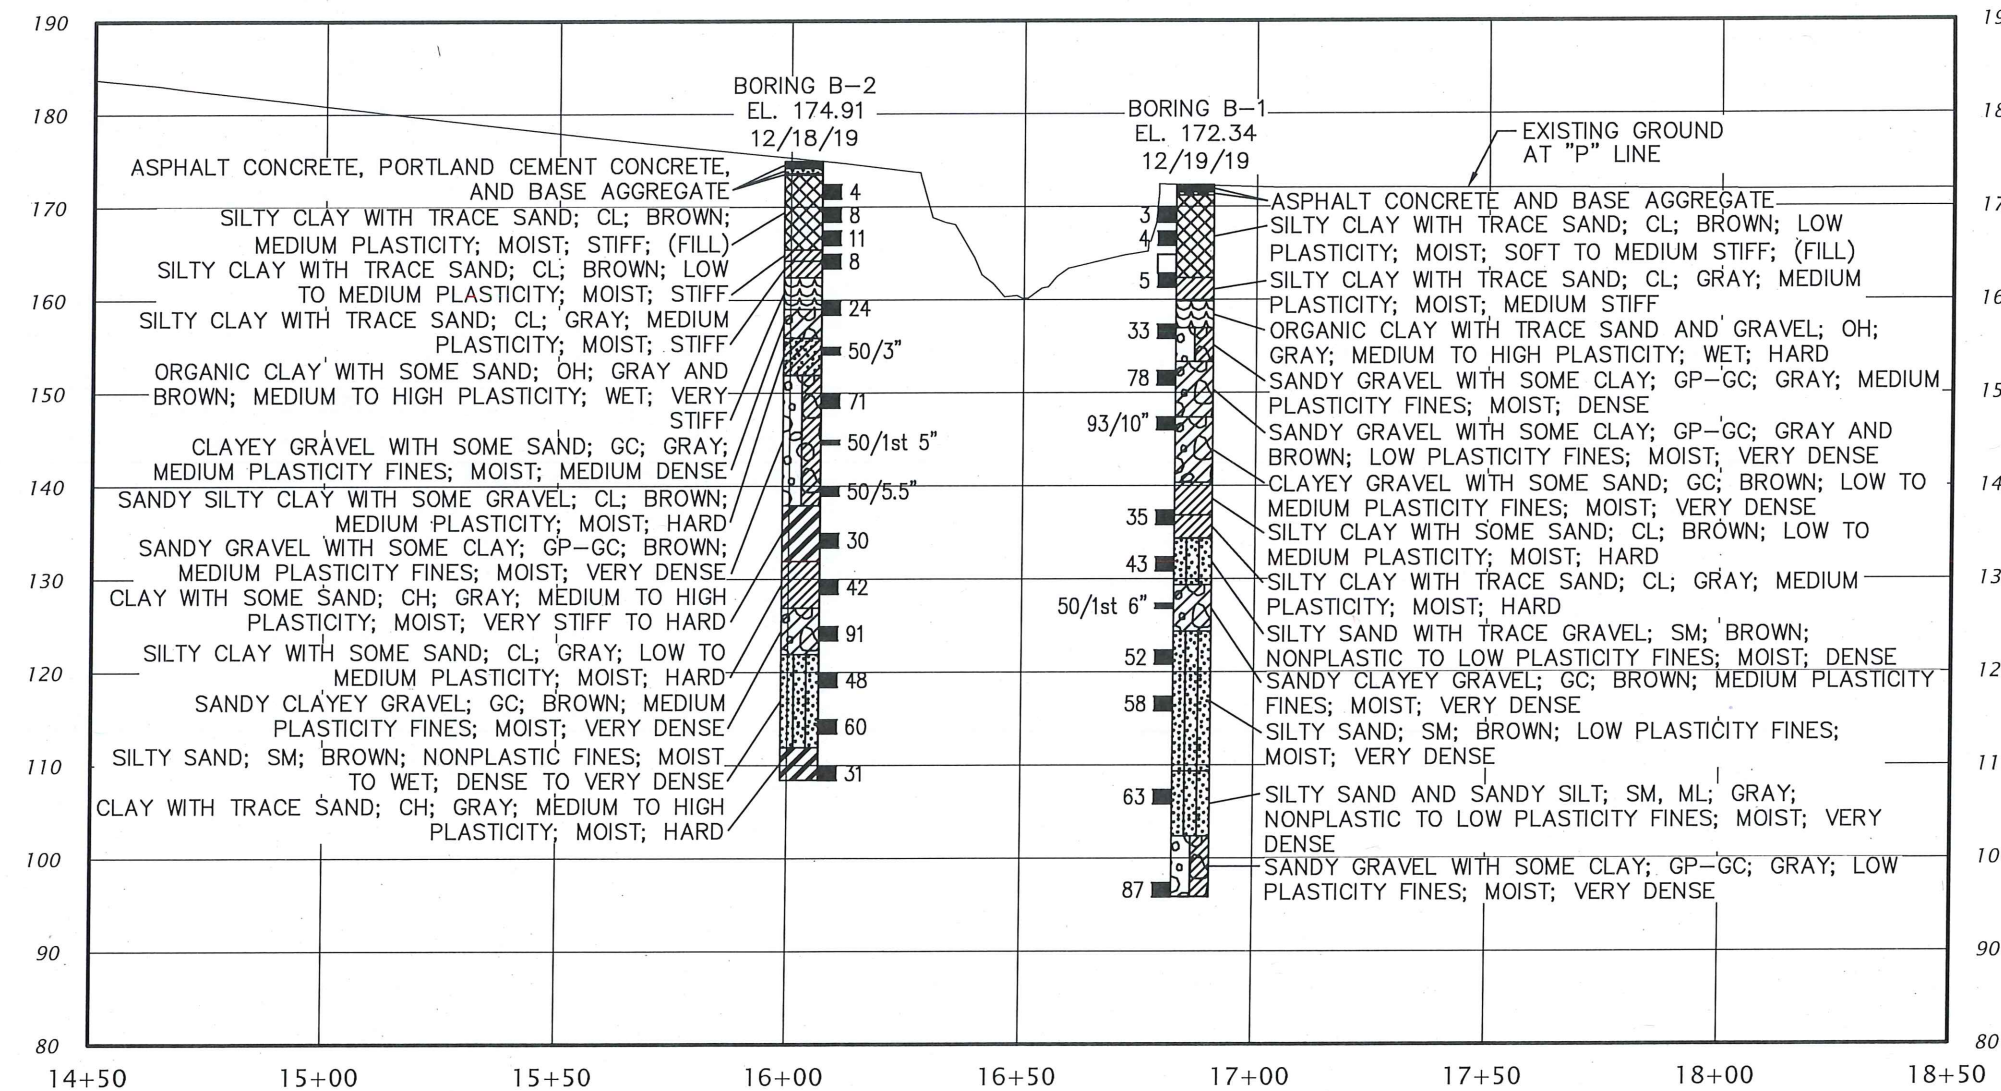 190
180
170
160
150
140
130
120
110
100
90
80
BORING B-2
EL. 174.91
12/18/19
ASPHALT CONCRETE, PORTLAND CEMENT CONCRETE,
AND BASE AGGREGATE
SILTY CLAY WITH TRACE SAND; CL; BROWN;
MEDIUM PLASTICITY; MOIST; STIFF; (FILL)
SILTY CLAY WITH TRACE SAND; CL; BROWN; LOW
TO MEDIUM PLASTICITY; MOIST; STIFF
SILTY CLAY WITH TRACE SAND; CL; GRAY; MEDIUM
PLASTICITY; MOIST; STIFF
ORGANIC CLAY WITH SOME SAND; OH; GRAY AND
BROWN; MEDIUM TO HIGH PLASTICITY; WET; VERY
STIFF
CLAYEY GRAVEL WITH SOME SAND; GC; GRAY;
MEDIUM PLASTICITY FINES; MOIST; MEDIUM DENSE
SANDY SILTY CLAY WITH SOME GRAVEL; CL; BROWN;
MEDIUM PLASTICITY; MOIST; HARD
SANDY GRAVEL WITH SOME CLAY; GP-GC; BROWN;
MEDIUM PLASTICITY FINES; MOIST; VERY DENSE
CLAY WITH SOME SAND; CH; GRAY; MEDIUM TO HIGH
PLASTICITY; MOIST; VERY STIFF TO HARD
SILTY CLAY WITH SOME SAND; CL; GRAY; LOW TO
MEDIUM PLASTICITY; MOIST; HARD
SANDY CLAYEY GRAVEL; GC; BROWN; MEDIUM
PLASTICITY FINES; MOIST; VERY DENSE
SILTY SAND; SM; BROWN; NONPLASTIC FINES; MOIST
TO WET; DENSE TO VERY DENSE
CLAY WITH TRACE SAND; CH; GRAY; MEDIUM TO HIGH
PLASTICITY; MOIST; HARD
4
8
11
8
24
50/3"
71
50/1st 5"
50/5.5"
30
42
91
48
60
31
BORING B-1
EL. 172.34
12/19/19
3
4
5
33
78
93/10"
35
43
50/1st 6"
52
58
63
87
EXISTING GROUND
AT "P" LINE
ASPHALT CONCRETE AND BASE AGGREGATE
SILTY CLAY WITH TRACE SAND; CL; BROWN; LOW
PLASTICITY; MOIST; SOFT TO MEDIUM STIFF; (FILL)
SILTY CLAY WITH TRACE SAND; CL; GRAY; MEDIUM
PLASTICITY; MOIST; MEDIUM STIFF
ORGANIC CLAY WITH TRACE SAND AND GRAVEL; OH;
GRAY; MEDIUM TO HIGH PLASTICITY; WET; HARD
SANDY GRAVEL WITH SOME CLAY; GP-GC; GRAY; MEDIUM
PLASTICITY FINES; MOIST; DENSE
SANDY GRAVEL WITH SOME CLAY; GP-GC; GRAY AND
BROWN; LOW PLASTICITY FINES; MOIST; VERY DENSE
CLAYEY GRAVEL WITH SOME SAND; GC; BROWN; LOW TO
MEDIUM PLASTICITY FINES; MOIST; VERY DENSE
SILTY CLAY WITH SOME SAND; CL; BROWN; LOW TO
MEDIUM PLASTICITY; MOIST; HARD
SILTY CLAY WITH TRACE SAND; CL; GRAY; MEDIUM
PLASTICITY; MOIST; HARD
SILTY SAND WITH TRACE GRAVEL; SM; BROWN;
NONPLASTIC TO LOW PLASTICITY FINES; MOIST; DENSE
SANDY CLAYEY GRAVEL; GC; BROWN; MEDIUM PLASTICITY
FINES; MOIST; VERY DENSE
SILTY SAND; SM; BROWN; LOW PLASTICITY FINES;
MOIST; VERY DENSE
SILTY SAND AND SANDY SILT; SM, ML; GRAY;
NONPLASTIC TO LOW PLASTICITY FINES; MOIST; VERY
DENSE
SANDY GRAVEL WITH SOME CLAY; GP-GC; GRAY; LOW
PLASTICITY FINES; MOIST; VERY DENSE
19
18
17
16
15
14
13
12
11
10
90
80
14+50
15+00
15+50
16+00
16+50
17+00
17+50
18+00
18+50